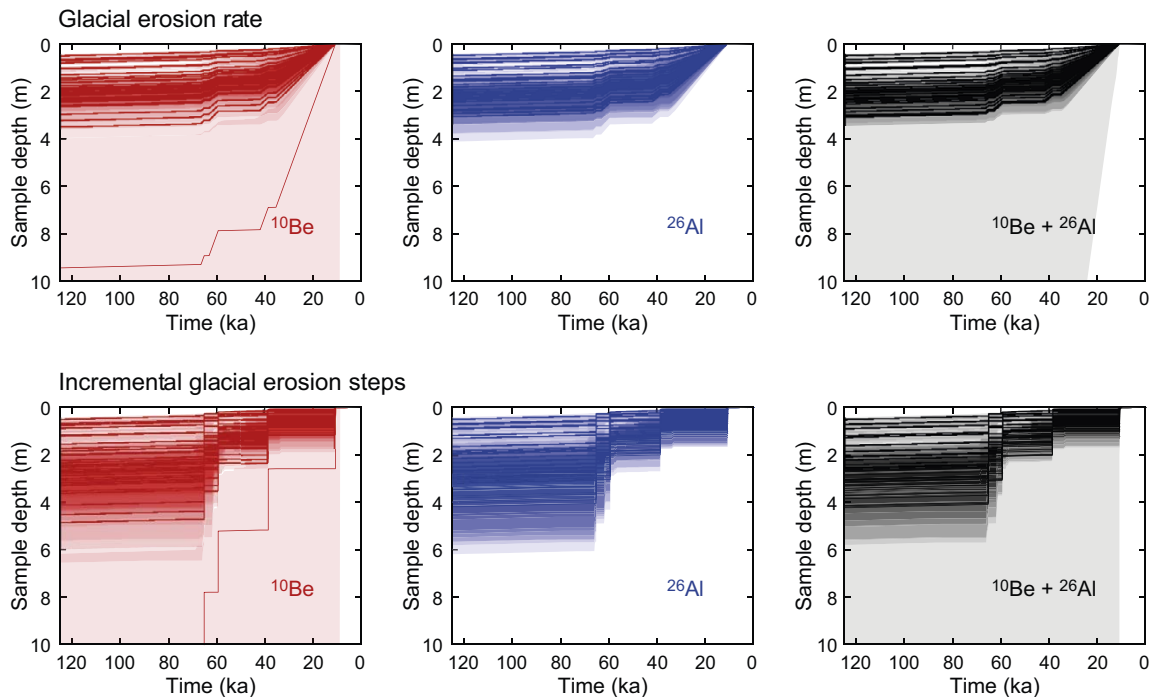 Glacial erosion rate
0 2 4 6 8 10
Sample depth (m)
120 100 80 60 40 20 0
Time (ka)
10Be
0 2 4 6 8 10
Sample depth (m)
120 100 80 60 40 20 0
Time (ka)
26Al
0 2 4 6 8 10
Sample depth (m)
120 100 80 60 40 20 0
Time (ka)
10Be + 26Al
Incremental glacial erosion steps
0 2 4 6 8 10
Sample depth (m)
120 100 80 60 40 20 0
Time (ka)
10Be
0 2 4 6 8 10
Sample depth (m)
120 100 80 60 40 20 0
Time (ka)
26Al
0 2 4 6 8 10
Sample depth (m)
120 100 80 60 40 20 0
Time (ka)
10Be + 26Al